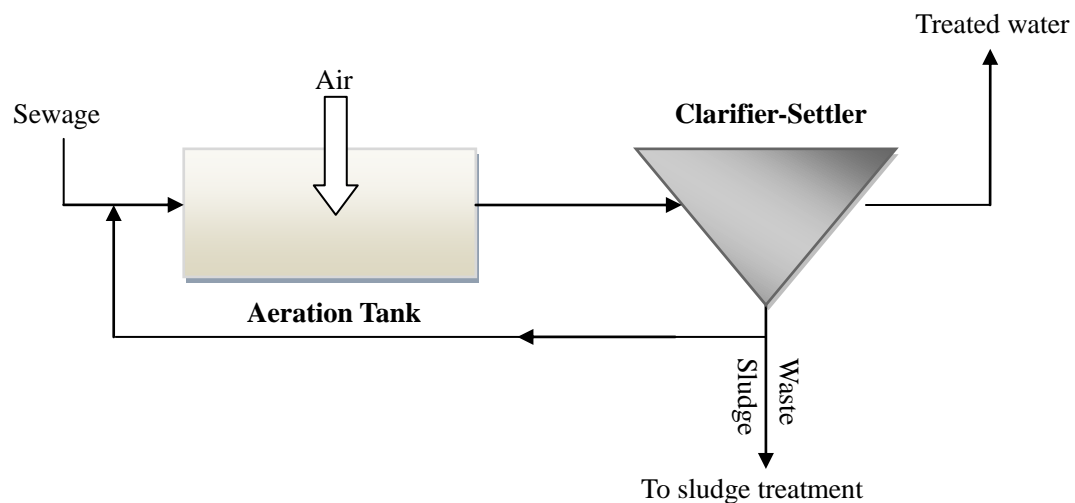 Treated water
Air
Sewage
Clarifier-Settler
Aeration Tank
Waste
Sludge
To sludge treatment